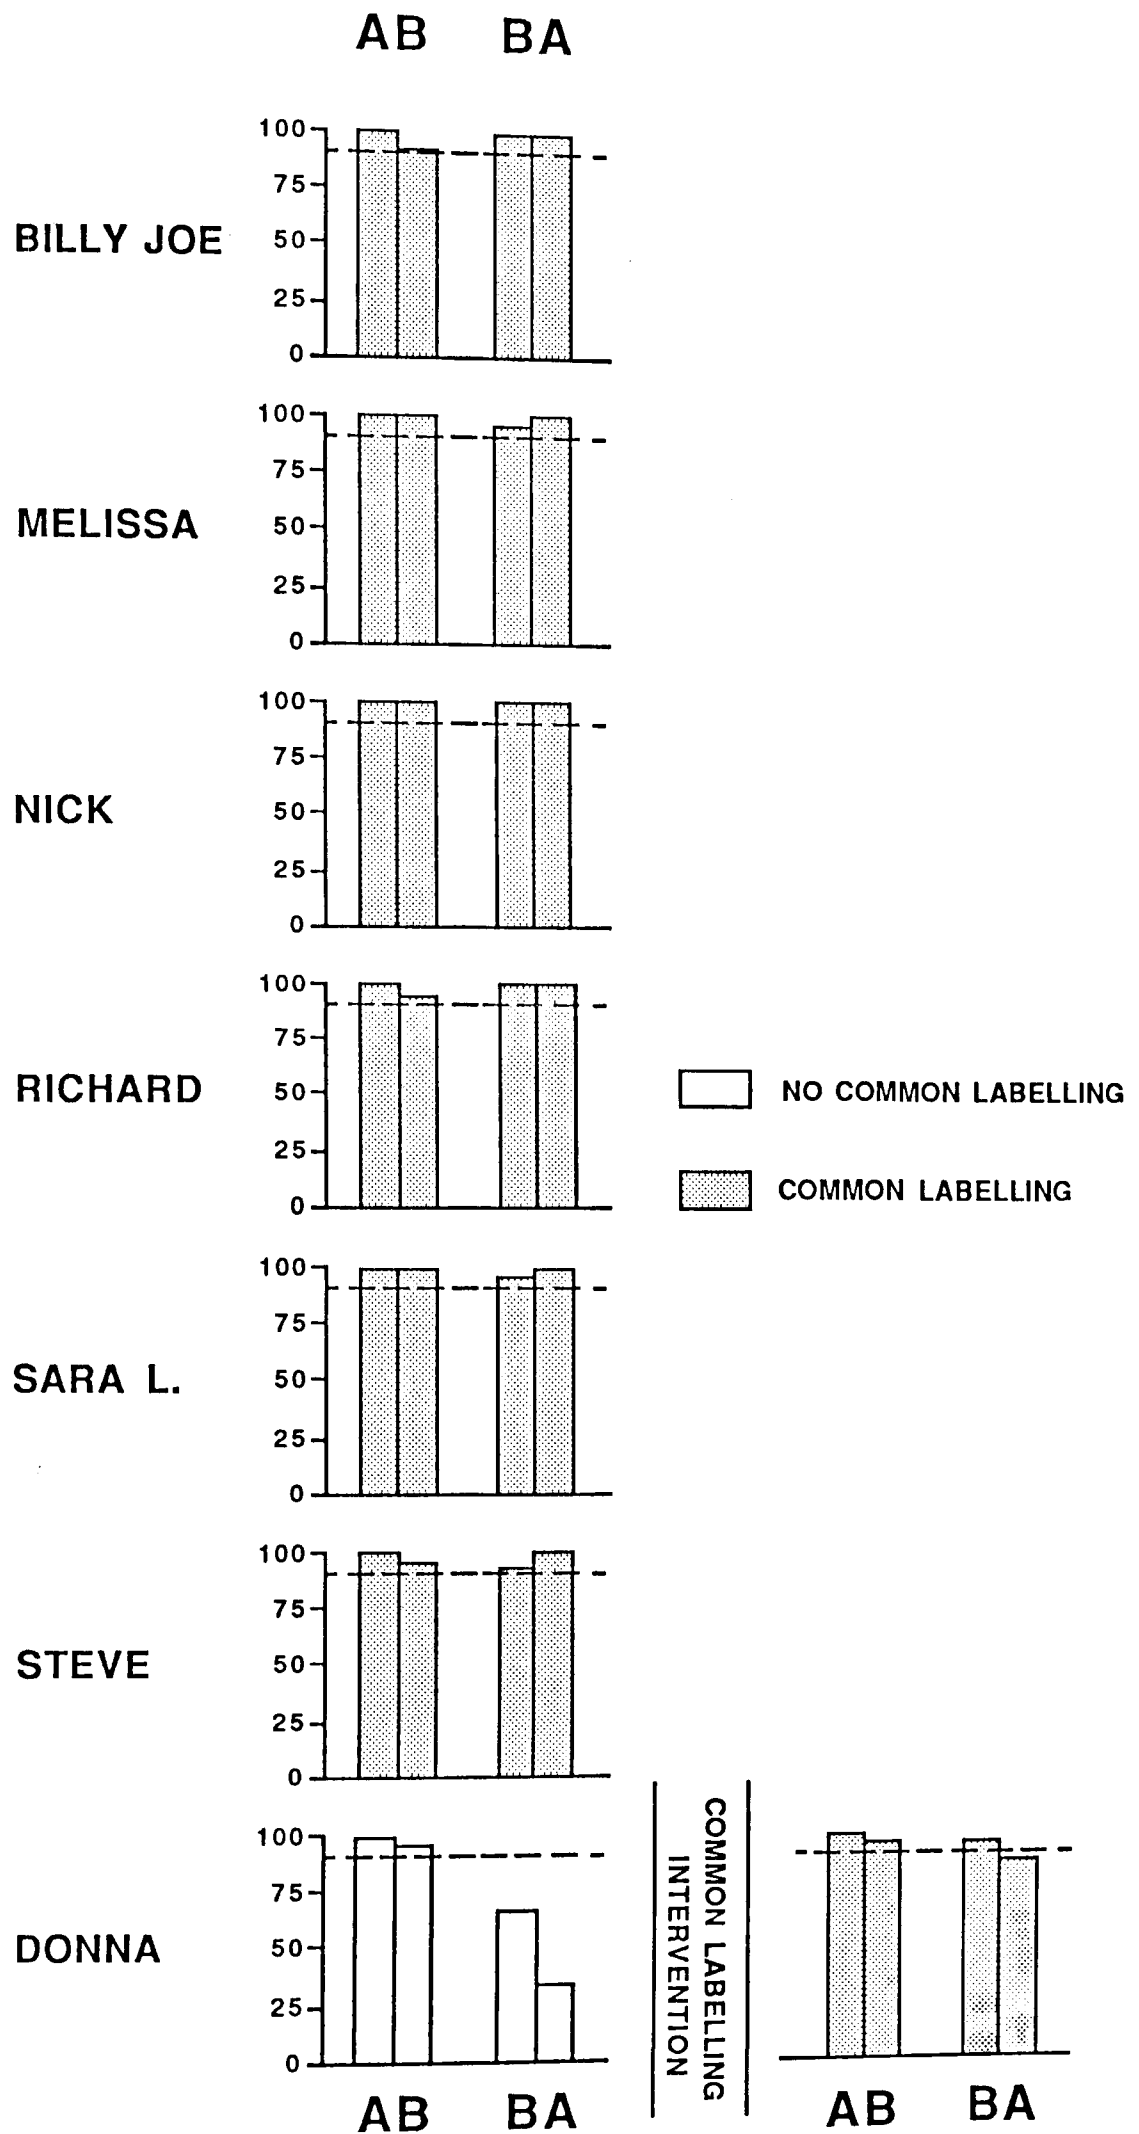 AB BA
100
75
BILLY JOE 50
25
0
100
75
MELISSA 50
25
0
100
75
NICK 50
25
0
100
75
RICHARD 50
25
0
NO COMMON LABELLING
COMMON LABELLING
100
75
SARA L. 50
25
0
100
75
STEVE 50
25
0
100
75
DONNA 50
25
0
COMMON LABELLING
INTERVENTION
AB BA AB BA